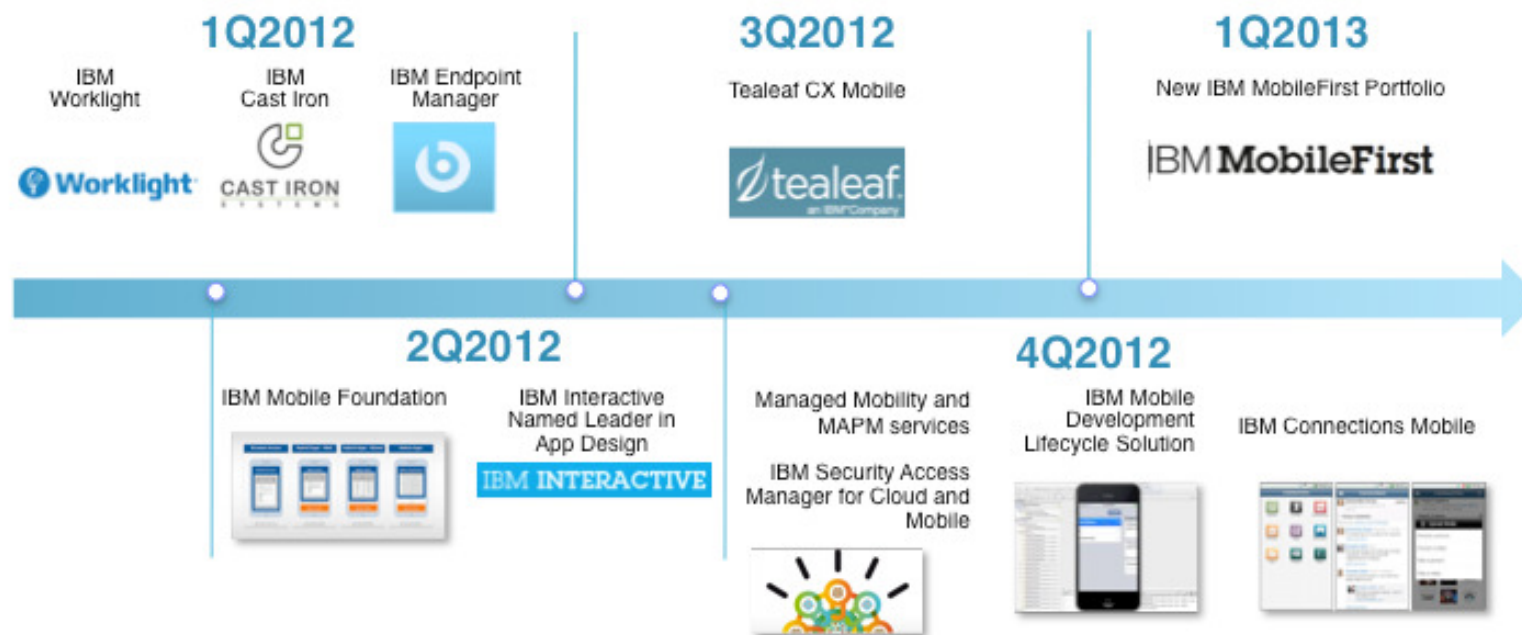 1Q2012
IBM
Worklight
IBM
Cast Iron
IBM Endpoint
Manager
Worklight
CAST IRON
SYSTEMS
3Q2012
Tealeaf CX Mobile
tealeaf
an IBM Company
1Q2013
New IBM MobileFirst Portfolio
IBM MobileFirst
2Q2012
IBM Mobile Foundation
IBM Interactive
Named Leader in
App Design
IBM INTERACTIVE
4Q2012
Managed Mobility and
MAPM services
IBM Security Access
Manager for Cloud and
Mobile
IBM Mobile
Development
Lifecycle Solution
IBM Connections Mobile